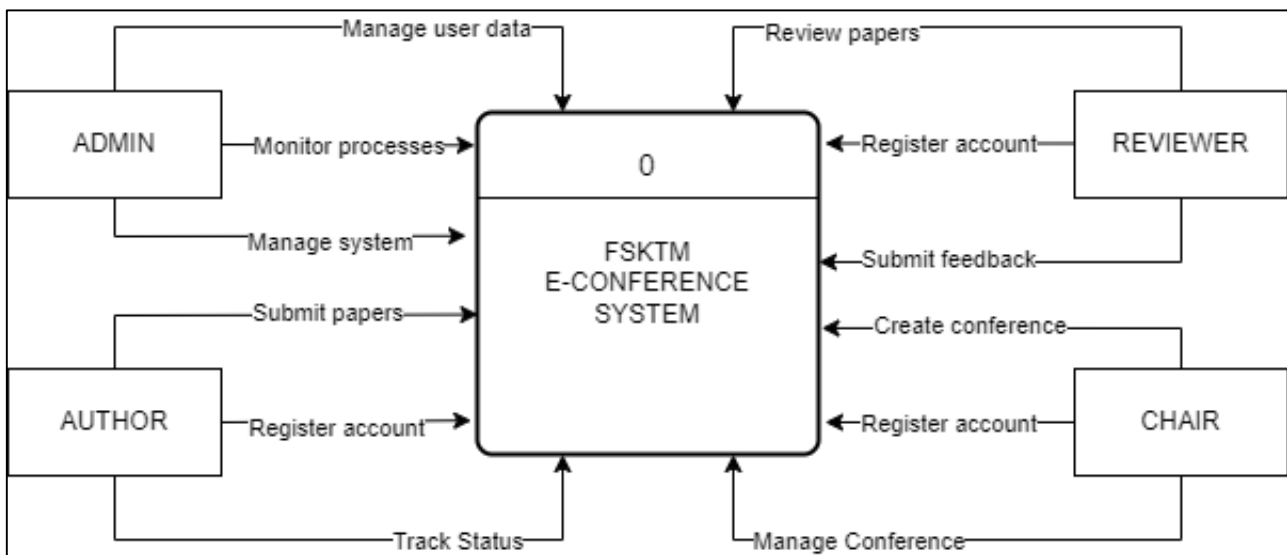 Manage user data
Review papers
ADMIN
Monitor processes
0
Register account
REVIEWER
Manage system
FSKTM
E-CONFERENCE
SYSTEM
Submit feedback
Submit papers
Create conference
AUTHOR
Register account
Register account
CHAIR
Track Status
Manage Conference